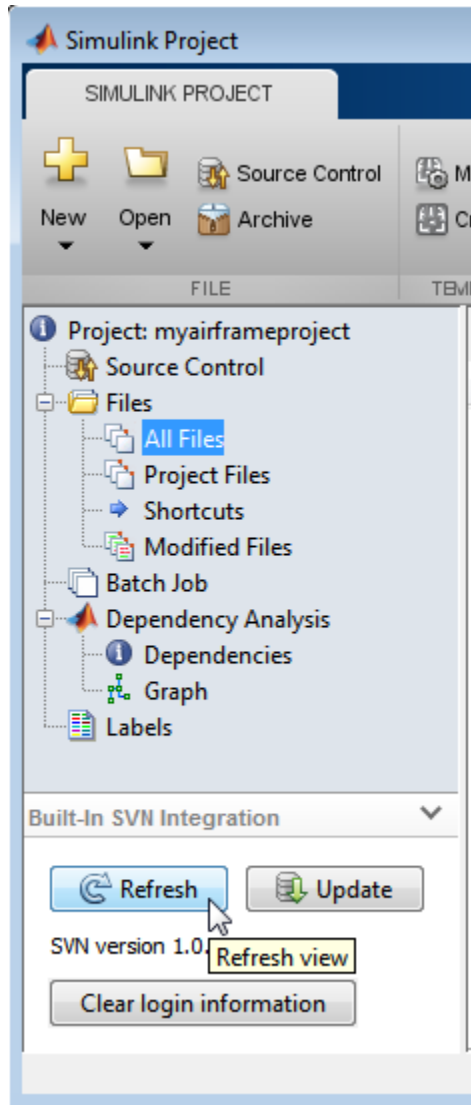 Simulink Project
SIMULINK PROJECT
New
Open
Source Control
Archive
FILE
Project: myairframeproject
Source Control
Files
All Files
Project Files
Shortcuts
Modified Files
Batch Job
Dependency Analysis
Dependencies
Graph
Labels
Built-In SVN Integration
Refresh
Update
SVN version 1.0.
Refresh view
Clear login information